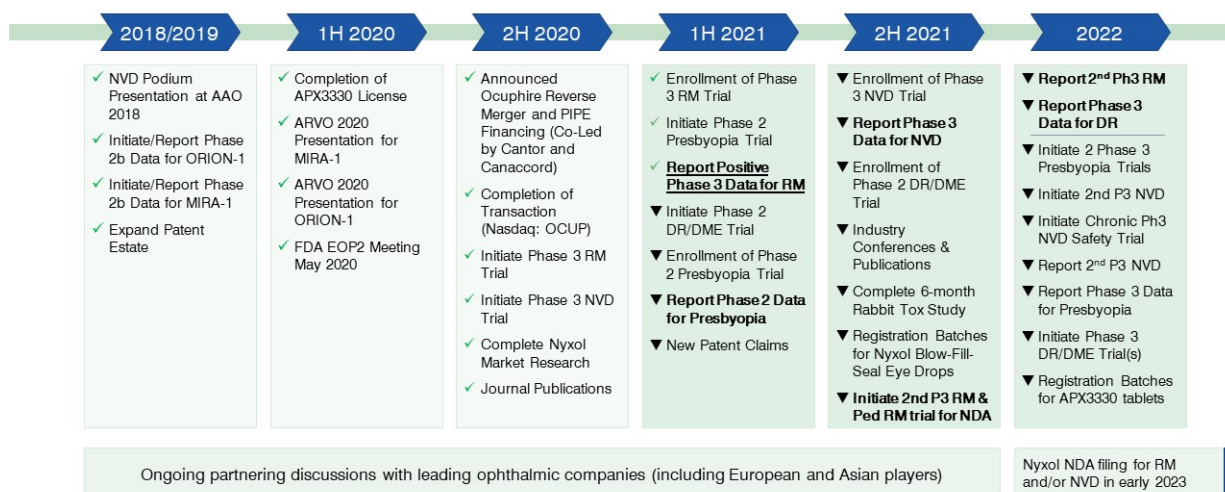 2018/2019
1H 2020
2H 2020
1H 2021
2H 2021
2022
✓ NVD Podium
Presentation at AAO
2018
✓ Initiate/Report Phase
2b Data for ORION-1
✓ Initiate/Report Phase
2b Data for MIRA-1
✓ Expand Patent
Estate
✓ Completion of
APX3330 License
✓ ARVO 2020
Presentation for
MIRA-1
✓ ARVO 2020
Presentation for
ORION-1
✓ FDA EOP2 Meeting
May 2020
✓ Announced
Ocuphire Reverse
Merger and PIPE
Financing (Co-Led
by Cantor and
Canaccord)
✓ Completion of
Transaction
(Nasdaq: OCUP)
✓ Initiate Phase 3 RM
Trial
✓ Initiate Phase 3 NVD
Trial
✓ Complete Nyxol
Market Research
✓ Journal Publications
✓ Enrollment of Phase
3 RM Trial
✓ Initiate Phase 2
Presbyopia Trial
✓ Report Positive
Phase 3 Data for RM
▼ Initiate Phase 2
DR/DME Trial
▼ Enrollment of Phase
2 Presbyopia Trial
▼ Report Phase 2 Data
for Presbyopia
▼ New Patent Claims
▼ Enrollment of Phase
3 NVD Trial
▼ Report Phase 3
Data for NVD
▼ Enrollment of
Phase 2 DR/DME
Trial
▼ Industry
Conferences &
Publications
▼ Complete 6-month
Rabbit Tox Study
▼ Registration Batches
for Nyxol Blow-Fill-
Seal Eye Drops
▼ Initiate 2nd P3 RM &
Ped RM trial for NDA
▼ Report 2nd Ph3 RM
▼ Report Phase 3
Data for DR
▼ Initiate 2 Phase 3
Presbyopia Trials
▼ Initiate 2nd P3 NVD
▼ Initiate Chronic Ph3
NVD Safety Trial
▼ Report 2nd P3 NVD
▼ Report Phase 3 Data
for Presbyopia
▼ Initiate Phase 3
DR/DME Trial(s)
▼ Registration Batches
for APX3330 tablets
Ongoing partnering discussions with leading ophthalmic companies (including European and Asian players)
Nyxol NDA filing for RM
and/or NVD in early 2023